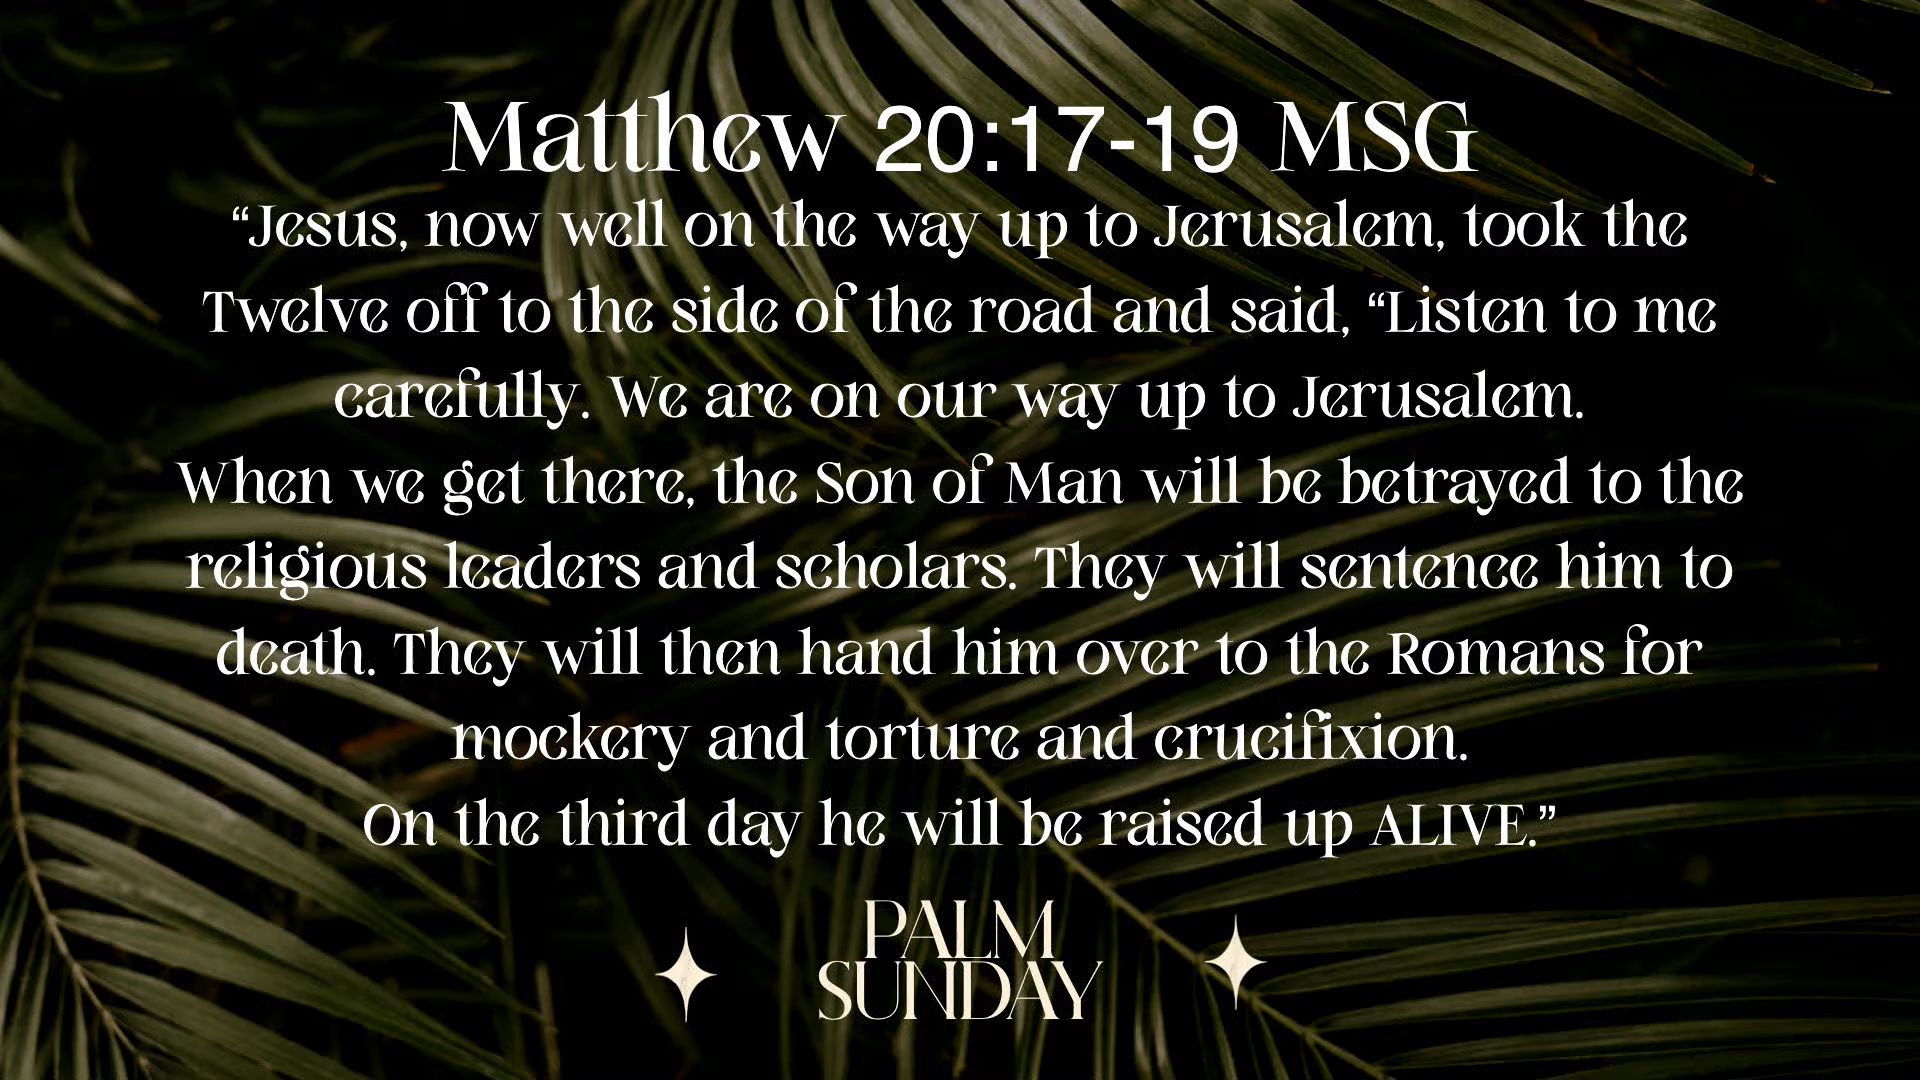 Matthew 20:17-19 MSG
“Jesus, now well on the way up to Jerusalem, took the
Twelve off to the side of the road and said, “Listen to me
carefully. We are on our way up to Jerusalem.
When we get there, the Son of Man will be betrayed to the
religious leaders and scholars. They will sentence him to
death. They will then hand him over to the Romans for
mockery and torture and crucifixion.
On the third day he will be raised up ALIVE.”
PALM
SUNDAY